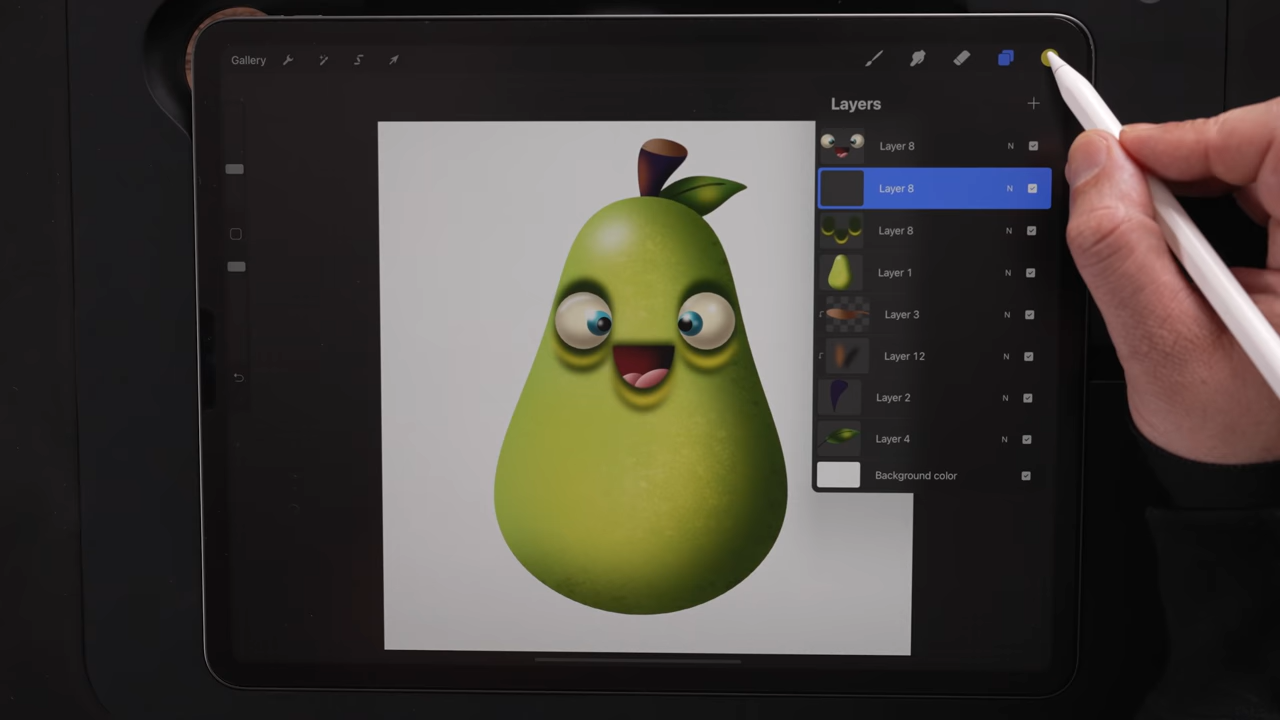 Gallery
Layers
Layer 8 N
Layer 8 N
Layer 8 N
Layer 1 N
Layer 3 N
Layer 12 N
Layer 2 N
Layer 4 N
Background color